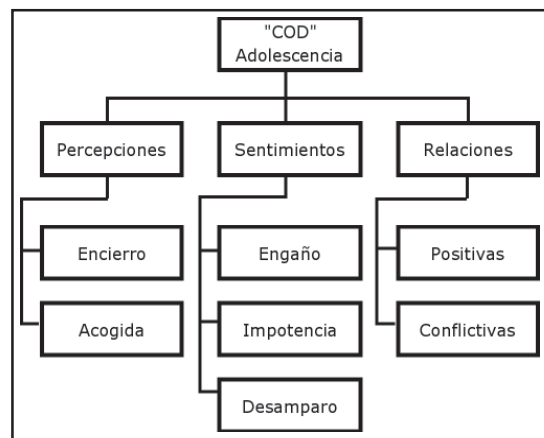 "COD"
Adolescencia
Percepciones
Sentimientos
Relaciones
Encierro
Engaño
Positivas
Acogida
Impotencia
Conflictivas
Desamparo